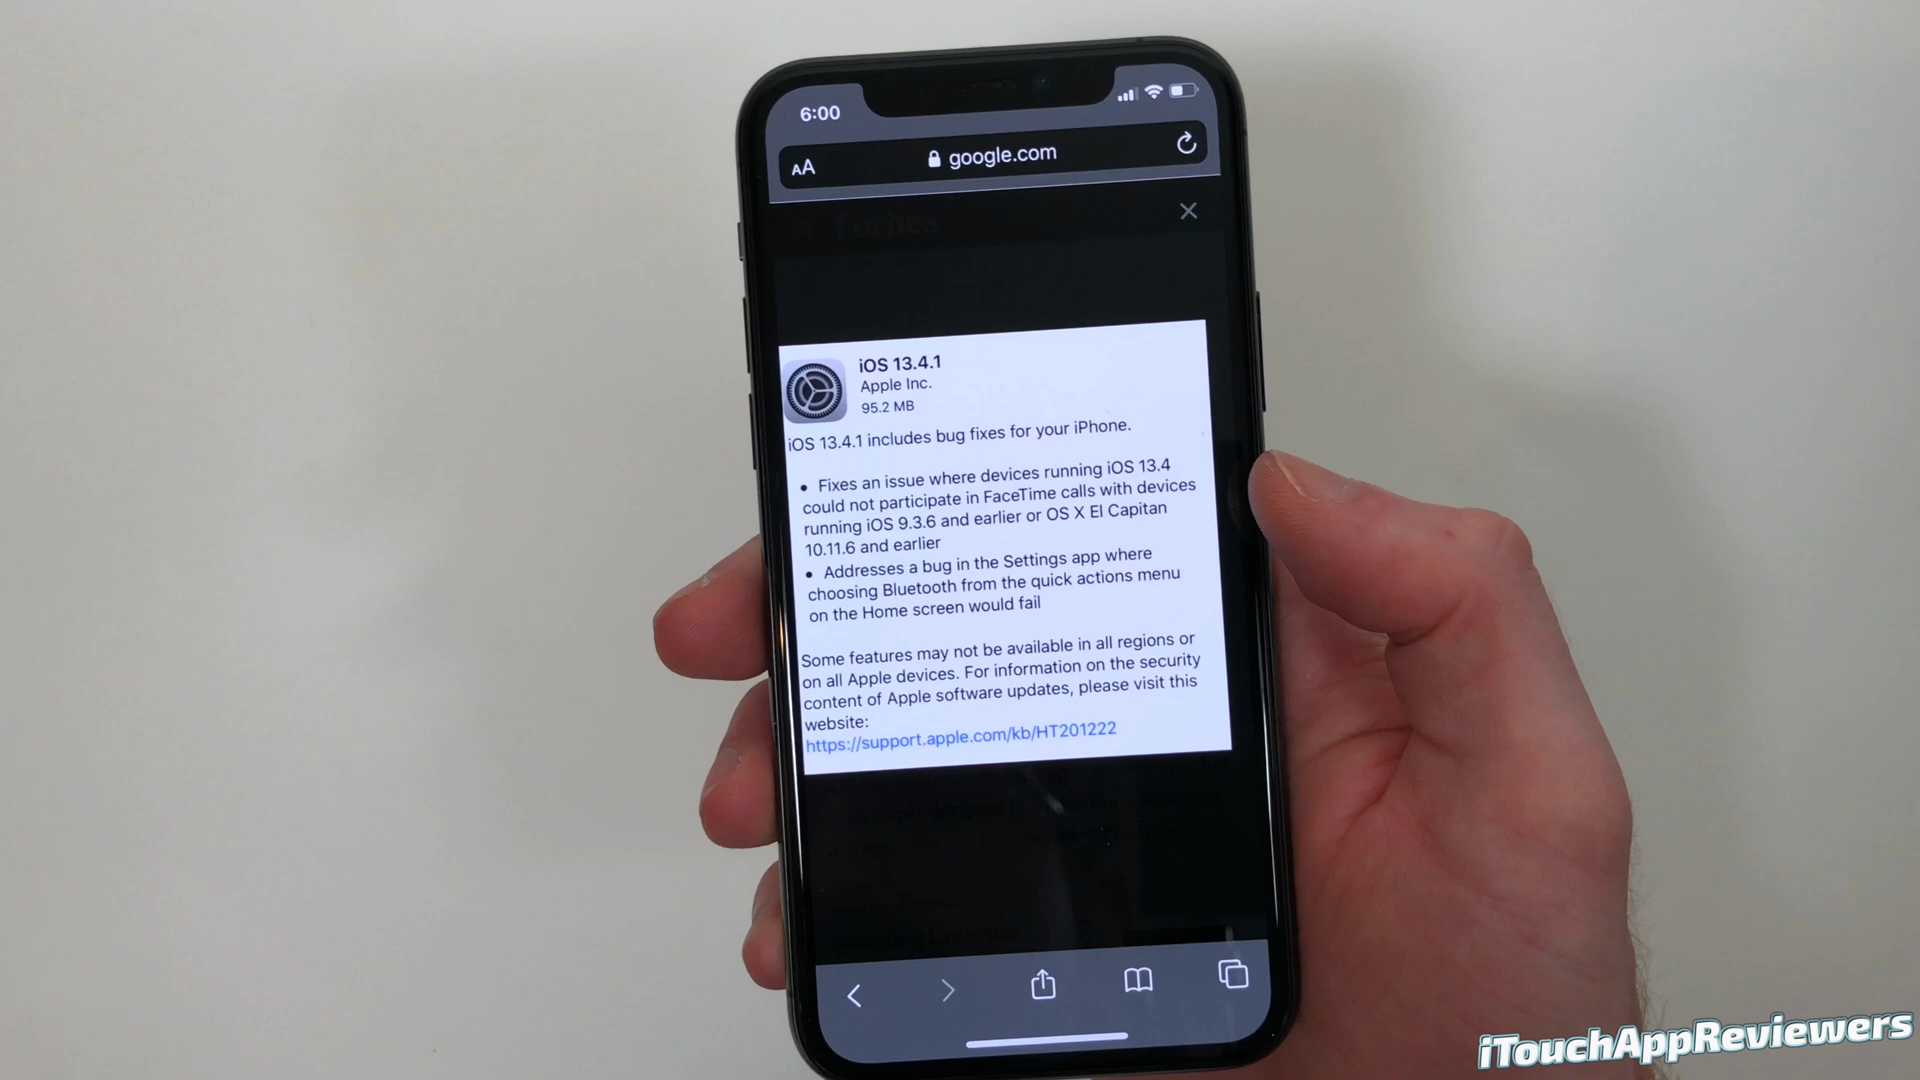 6:00
AA google.com
Forbes
iOS 13.4.1
Apple Inc.
95.2 MB
iOS 13.4.1 includes bug fixes for your iPhone.
• Fixes an issue where devices running iOS 13.4
could not participate in FaceTime calls with devices
running iOS 9.3.6 and earlier or OS X El Capitan
10.11.6 and earlier
• Addresses a bug in the Settings app where
choosing Bluetooth from the quick actions menu
on the Home screen would fail
Some features may not be available in all regions or
on all Apple devices. For information on the security
content of Apple software updates, please visit this
website:
https://support.apple.com/kb/HT201222
iTouchAppReviewers